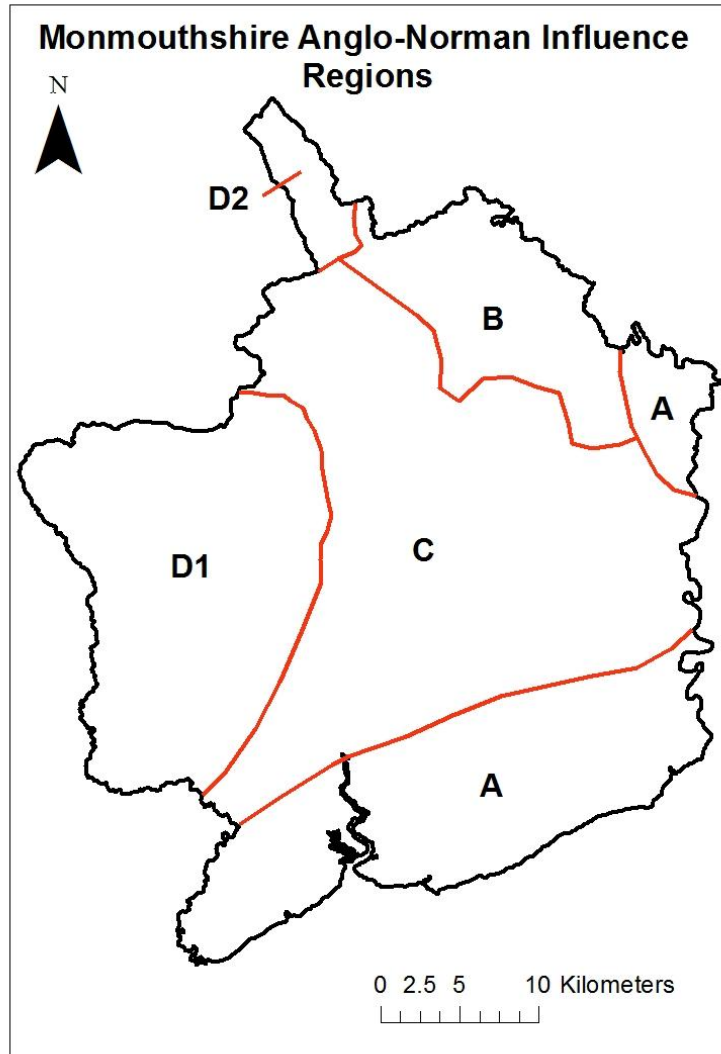 Monmouthshire Anglo-Norman Influence
Regions
N
D2
B
A
C
D1
A
0 2.5 5 10 Kilometers